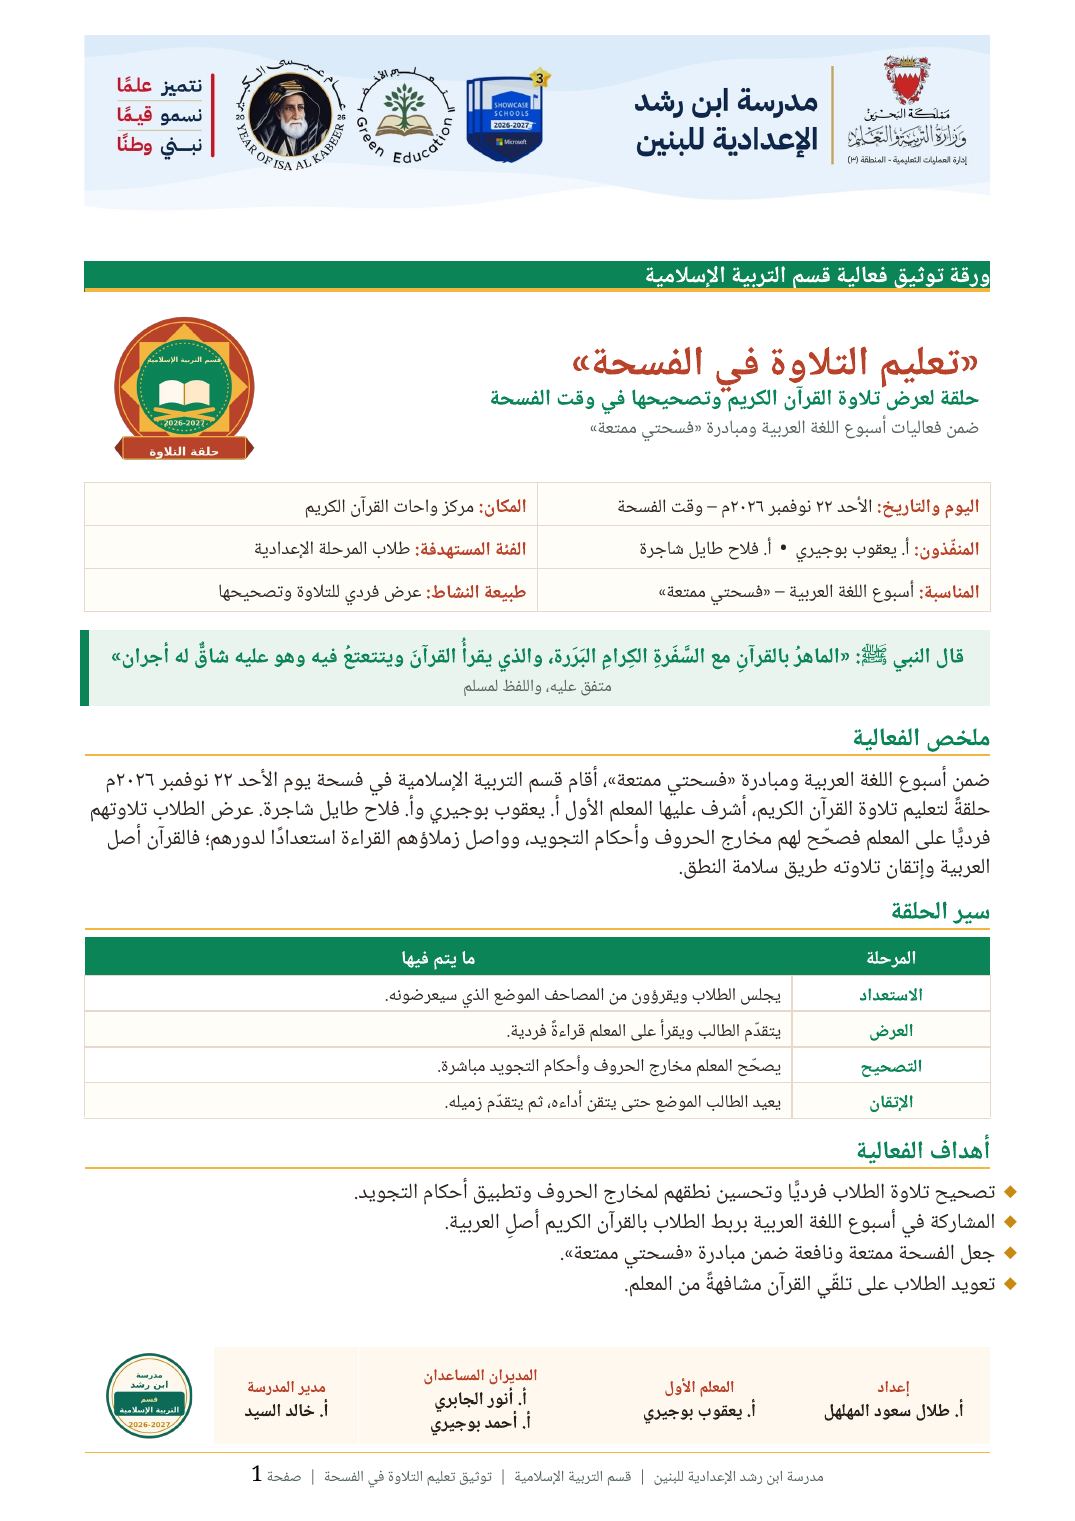 مملكة البحرين
وزارة التربية والتعليم
إدارة العمليات التعليمية - المنطقة (٣)
مدرسة ابن رشد
الإعدادية للبنين
3
SHOWCASE
SCHOOLS
2026-2027
Microsoft
التعليم الأخضر
Green Education
عام عيسى الكبير
20 26
YEAR OF ISA AL KABEER
نتميز علمًا
نسمو قيمًا
نبني وطنًا
ورقة توثيق فعالية قسم التربية الإسلامية
«تعليم التلاوة في الفسحة»
حلقة لعرض تلاوة القرآن الكريم وتصحيحها في وقت الفسحة
ضمن فعاليات أسبوع اللغة العربية ومبادرة «فسحتي ممتعة»
قسم التربية الإسلامية
2026-2027
حلقة التلاوة
اليوم والتاريخ: الأحد ٢٢ نوفمبر ٢٠٢٦م – وقت الفسحة
المكان: مركز واحات القرآن الكريم
المنفّذون: أ. يعقوب بوجيري • أ. فلاح طايل شاجرة
الفئة المستهدفة: طلاب المرحلة الإعدادية
المناسبة: أسبوع اللغة العربية – «فسحتي ممتعة»
طبيعة النشاط: عرض فردي للتلاوة وتصحيحها
قال النبي ﷺ: «الماهرُ بالقرآنِ مع السَّفَرةِ الكِرامِ البَرَرة، والذي يقرأُ القرآنَ ويتتعتعُ فيه وهو عليه شاقٌّ له أجران»
متفق عليه، واللفظ لمسلم
ملخص الفعالية
ضمن أسبوع اللغة العربية ومبادرة «فسحتي ممتعة»، أقام قسم التربية الإسلامية في فسحة يوم الأحد ٢٢ نوفمبر ٢٠٢٦م
حلقةً لتعليم تلاوة القرآن الكريم، أشرف عليها المعلم الأول أ. يعقوب بوجيري وأ. فلاح طايل شاجرة. عرض الطلاب تلاوتهم
فرديًّا على المعلم فصحّح لهم مخارج الحروف وأحكام التجويد، وواصل زملاؤهم القراءة استعدادًا لدورهم؛ فالقرآن أصل
العربية وإتقان تلاوته طريق سلامة النطق.
سير الحلقة
المرحلة
ما يتم فيها
الاستعداد
يجلس الطلاب ويقرؤون من المصاحف الموضع الذي سيعرضونه.
العرض
يتقدّم الطالب ويقرأ على المعلم قراءةً فردية.
التصحيح
يصحّح المعلم مخارج الحروف وأحكام التجويد مباشرة.
الإتقان
يعيد الطالب الموضع حتى يتقن أداءه، ثم يتقدّم زميله.
أهداف الفعالية
◆ تصحيح تلاوة الطلاب فرديًّا وتحسين نطقهم لمخارج الحروف وتطبيق أحكام التجويد.
◆ المشاركة في أسبوع اللغة العربية بربط الطلاب بالقرآن الكريم أصلِ العربية.
◆ جعل الفسحة ممتعة ونافعة ضمن مبادرة «فسحتي ممتعة».
◆ تعويد الطلاب على تلقّي القرآن مشافهةً من المعلم.
إعداد
أ. طلال سعود المهلهل
المعلم الأول
أ. يعقوب بوجيري
المديران المساعدان
أ. أنور الجابري
أ. أحمد بوجيري
مدير المدرسة
أ. خالد السيد
مدرسة
ابن رشد
قسم
التربية الإسلامية
2026-2027
مدرسة ابن رشد الإعدادية للبنين | قسم التربية الإسلامية | توثيق تعليم التلاوة في الفسحة | صفحة 1